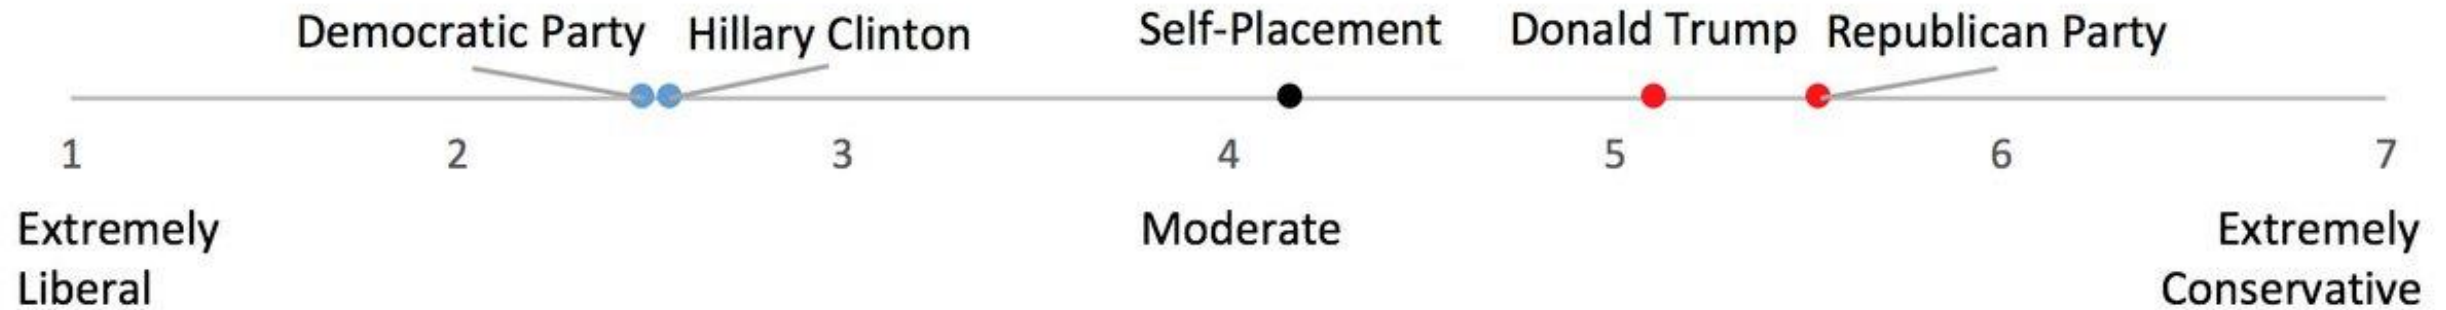 Democratic Party Hillary Clinton Self-Placement Donald Trump Republican Party
1 2 3 4 5 6 7
Extremely Moderate Extremely
Liberal Conservative